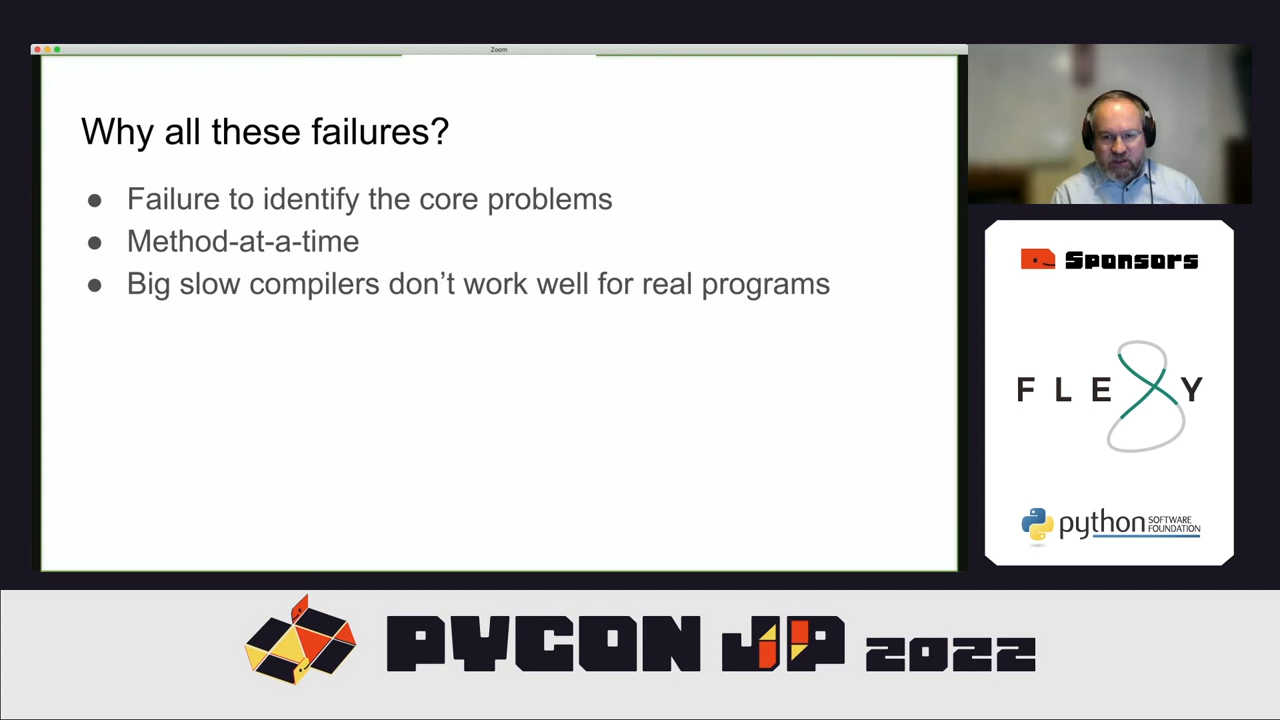 Zoom
Why all these failures?
● Failure to identify the core problems
● Method-at-a-time
● Big slow compilers don't work well for real programs
Sponsors
FLEXY
python SOFTWARE FOUNDATION
PYCON JP 2022